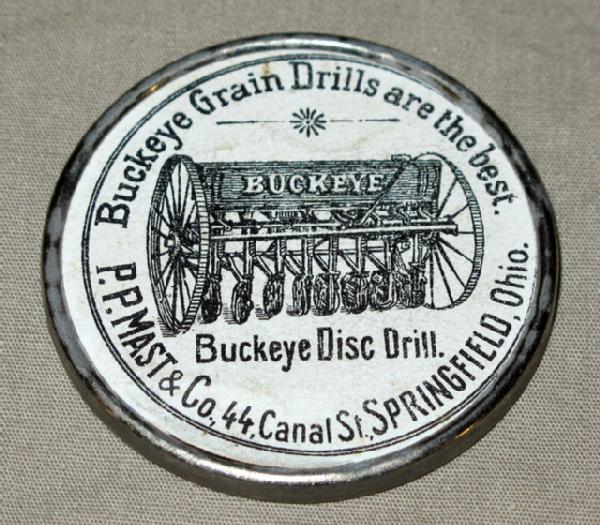 Buckeye Grain Drills are the best.
BUCKEYE
Buckeye Disc Drill.
P.P. MAST & Co., 44, Canal St., SPRINGFIELD, Ohio.